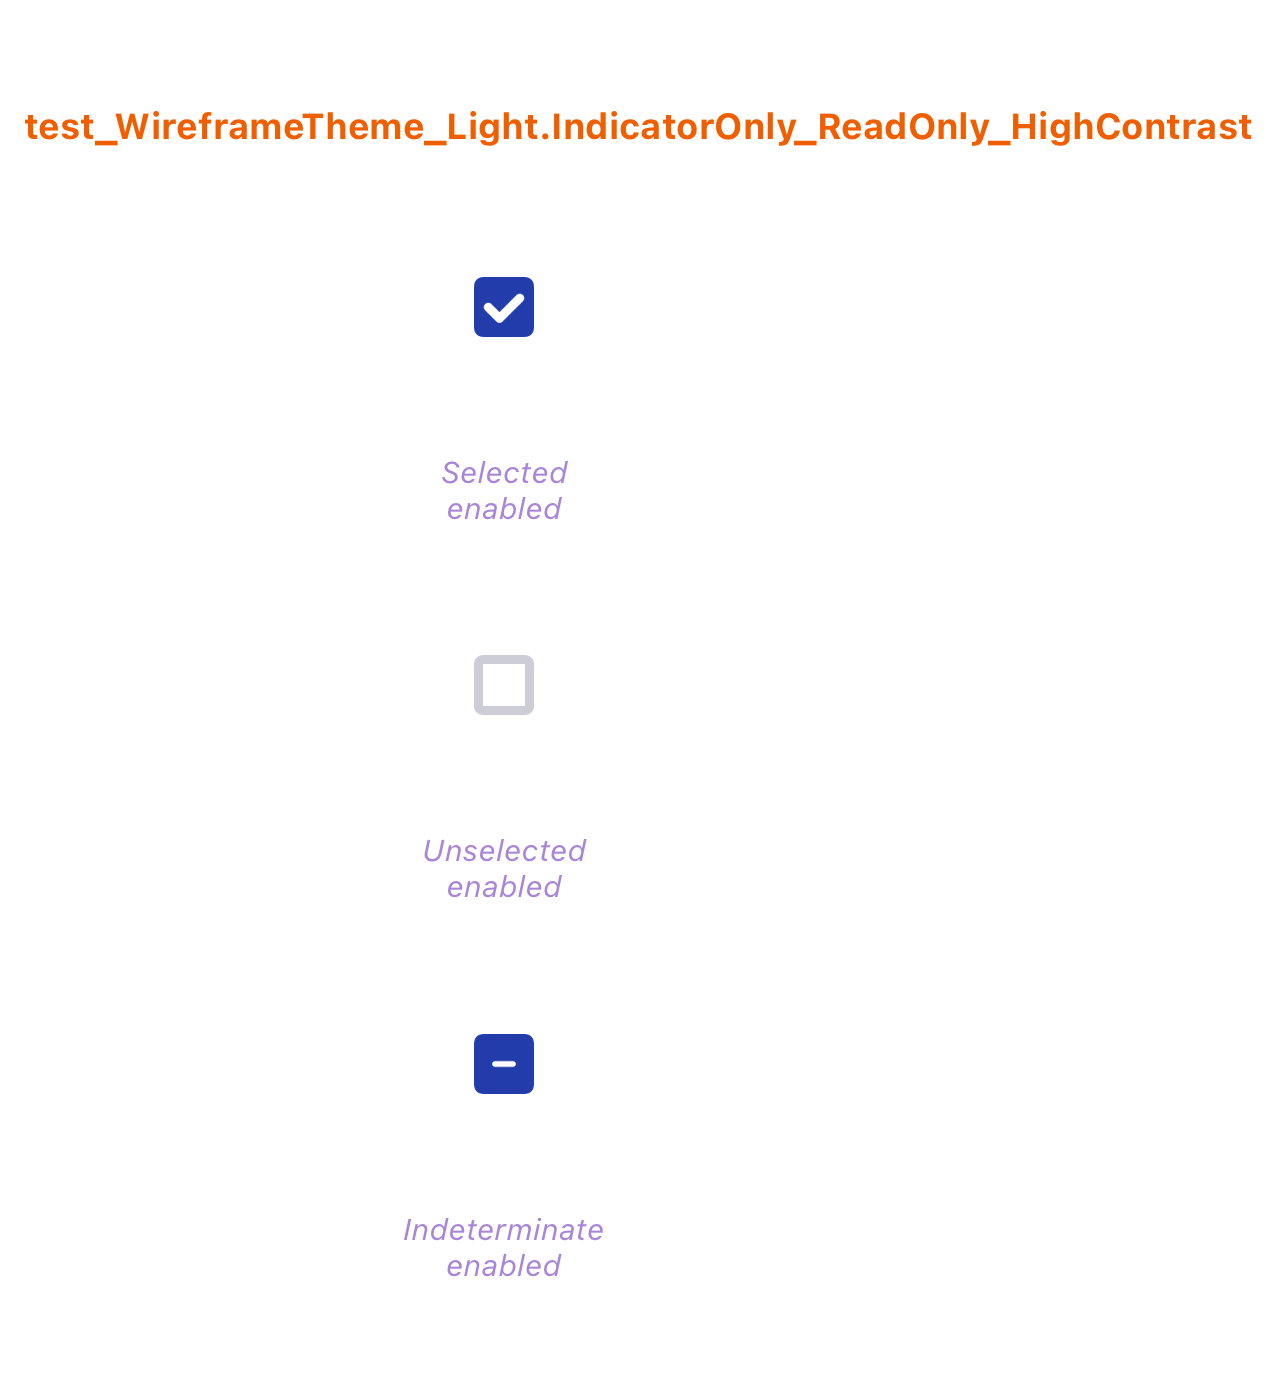 test_WireframeTheme_Light.IndicatorOnly_ReadOnly_HighContrast
Selected
enabled
Unselected
enabled
Indeterminate
enabled